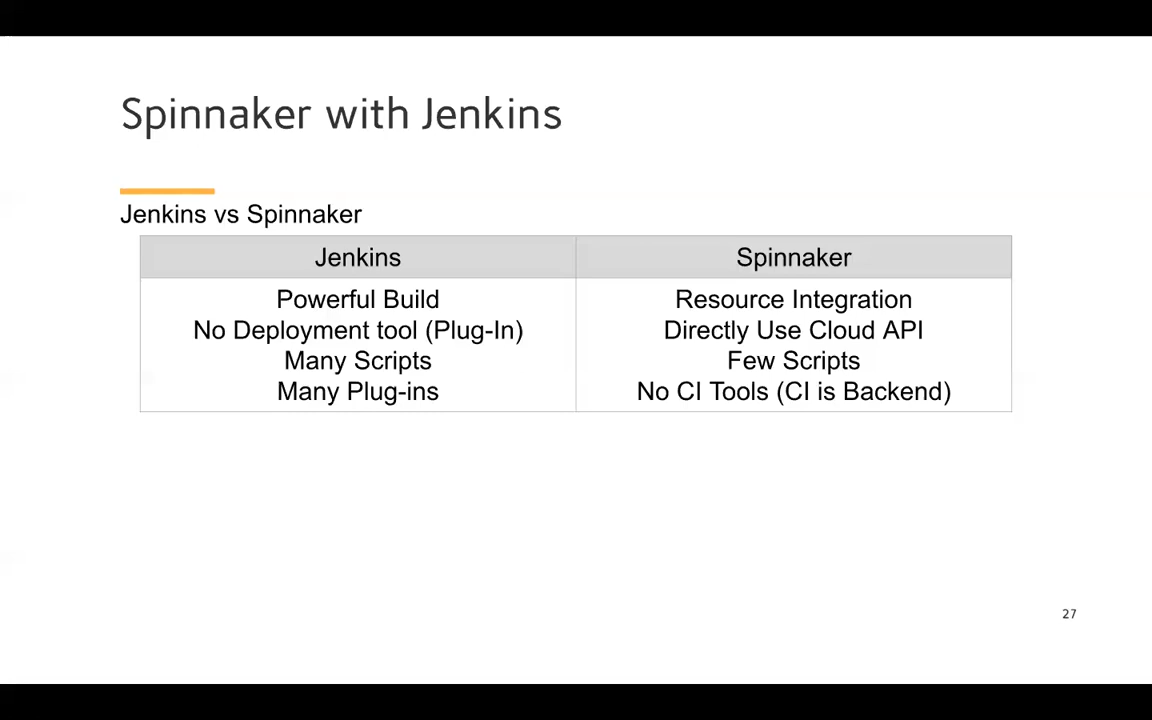 Spinnaker with Jenkins
Jenkins vs Spinnaker
Jenkins
Spinnaker
Powerful Build
No Deployment tool (Plug-In)
Many Scripts
Many Plug-ins
Resource Integration
Directly Use Cloud API
Few Scripts
No CI Tools (CI is Backend)
27